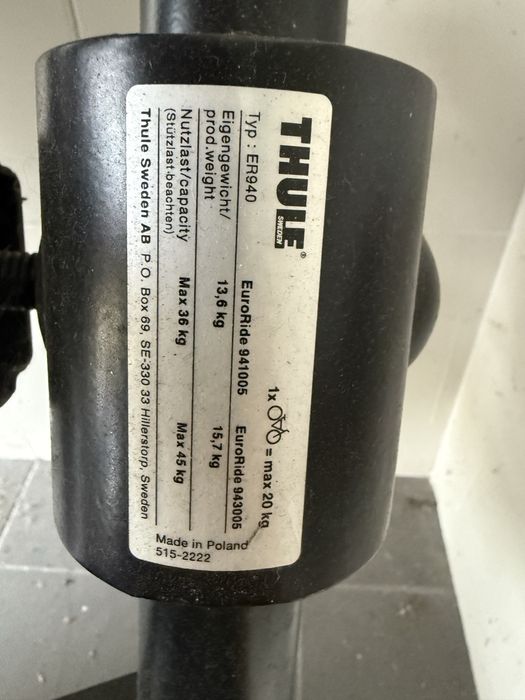 THULE®
SWEDEN
1x = max 20 kg
Typ: ER940 EuroRide 941005 EuroRide 943005
Eigengewicht/ 13,6 kg 15,7 kg
prod.weight
Nutzlast/capacity Max 36 kg Max 45 kg
(Stützlast-beachten)
Thule Sweden AB P.O. Box 69, SE-330 33 Hillerstorp, Sweden
Made in Poland
515-2222